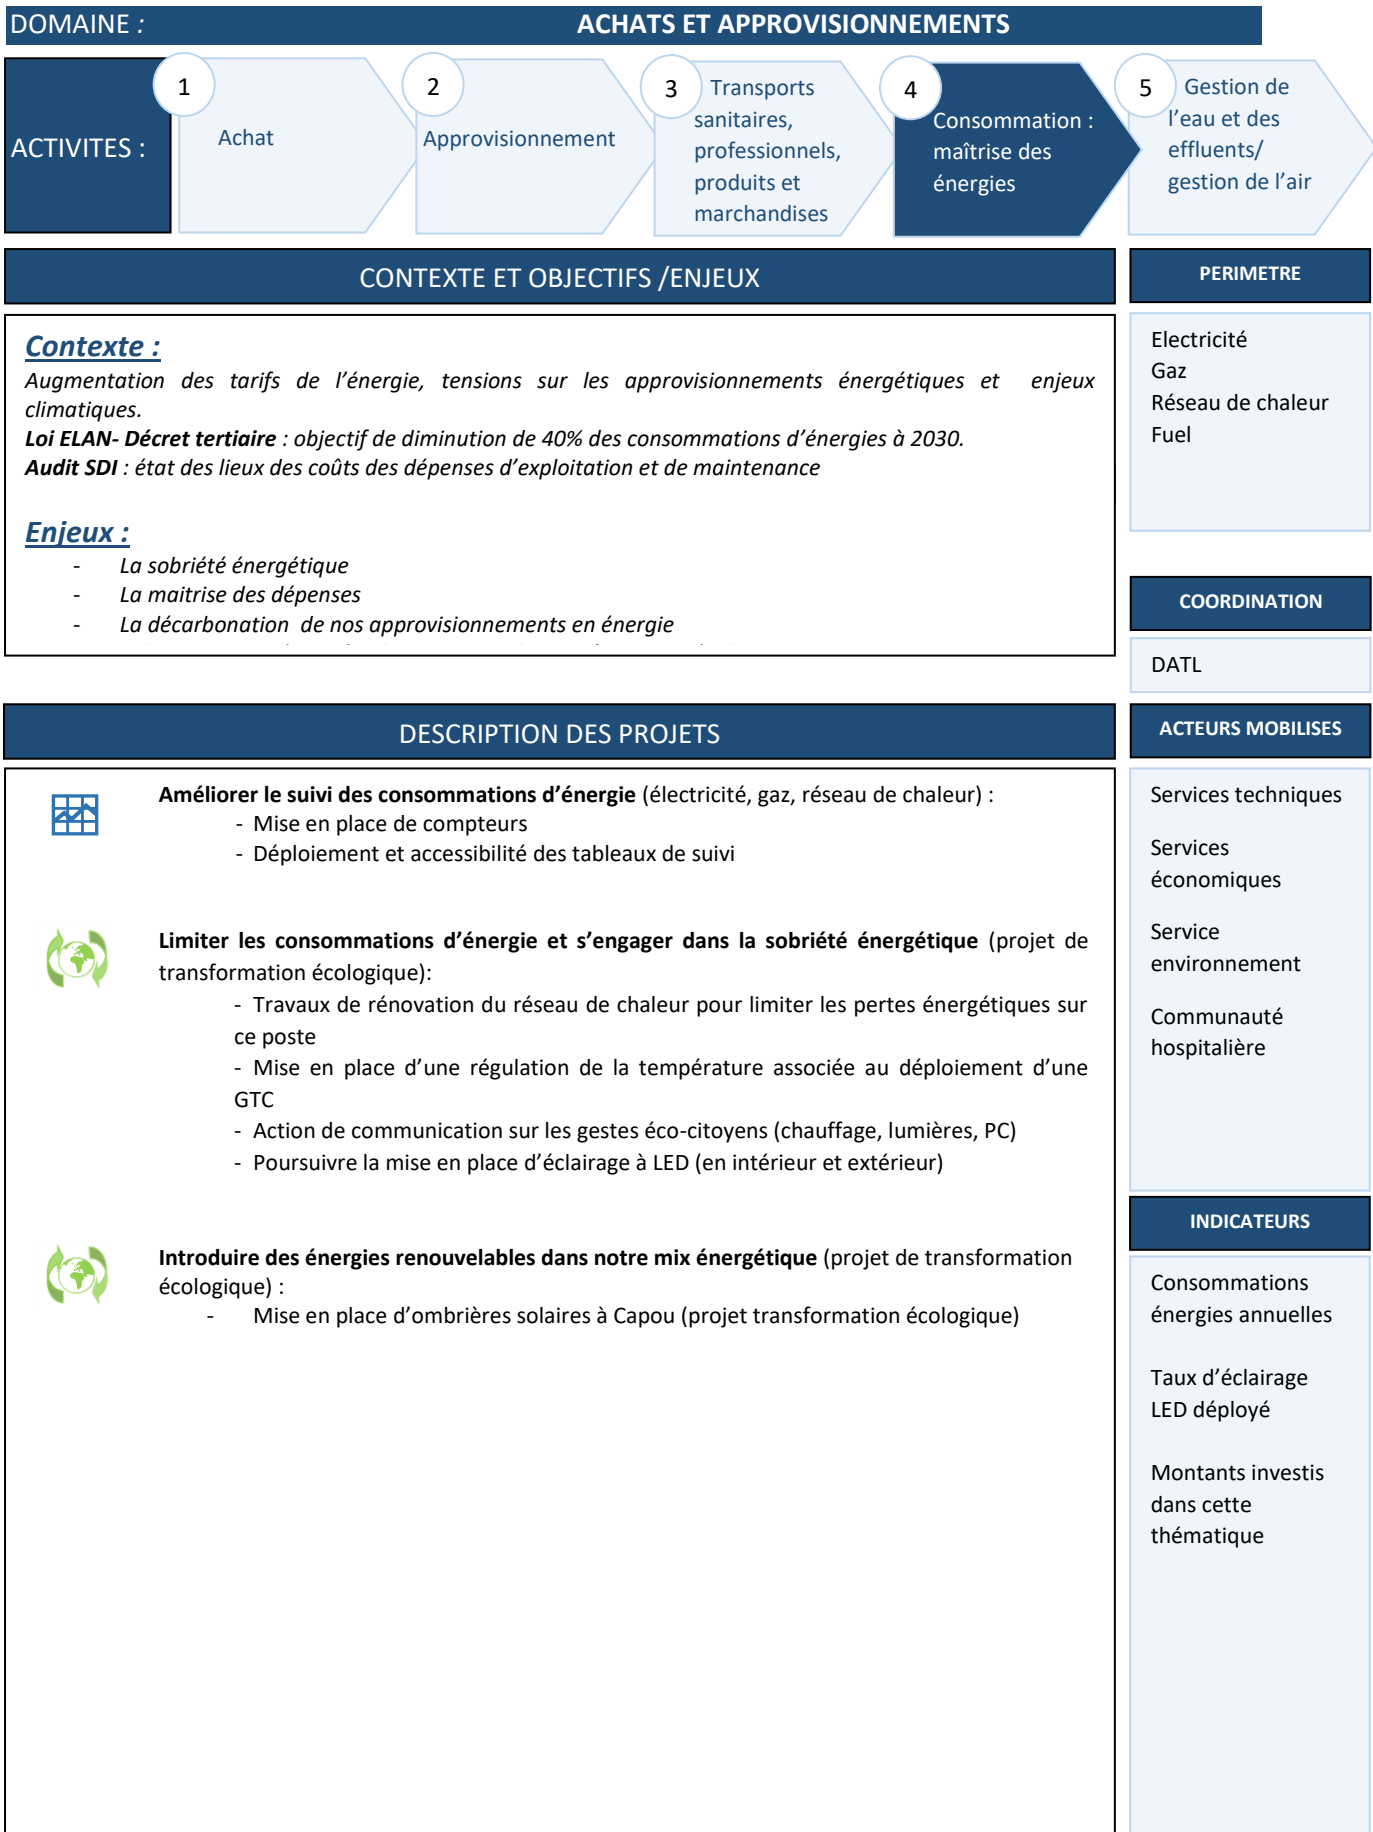 DOMAINE :
ACHATS ET APPROVISIONNEMENTS
ACTIVITES :
1
Achat
2
Approvisionnement
3 Transports
sanitaires,
professionnels,
produits et
marchandises
4
Consommation :
maîtrise des
énergies
5 Gestion de
l’eau et des
effluents/
gestion de l’air
CONTEXTE ET OBJECTIFS /ENJEUX
Contexte :
Augmentation des tarifs de l’énergie, tensions sur les approvisionnements énergétiques et enjeux
climatiques.
Loi ELAN- Décret tertiaire : objectif de diminution de 40% des consommations d’énergies à 2030.
Audit SDI : état des lieux des coûts des dépenses d’exploitation et de maintenance
Enjeux :
- La sobriété énergétique
- La maitrise des dépenses
- La décarbonation de nos approvisionnements en énergie
PERIMETRE
Electricité
Gaz
Réseau de chaleur
Fuel
COORDINATION
DATL
DESCRIPTION DES PROJETS
Améliorer le suivi des consommations d’énergie (électricité, gaz, réseau de chaleur) :
- Mise en place de compteurs
- Déploiement et accessibilité des tableaux de suivi
Limiter les consommations d’énergie et s’engager dans la sobriété énergétique (projet de
transformation écologique):
- Travaux de rénovation du réseau de chaleur pour limiter les pertes énergétiques sur
ce poste
- Mise en place d’une régulation de la température associée au déploiement d’une
GTC
- Action de communication sur les gestes éco-citoyens (chauffage, lumières, PC)
- Poursuivre la mise en place d’éclairage à LED (en intérieur et extérieur)
Introduire des énergies renouvelables dans notre mix énergétique (projet de transformation
écologique) :
- Mise en place d’ombrières solaires à Capou (projet transformation écologique)
ACTEURS MOBILISES
Services techniques
Services
économiques
Service
environnement
Communauté
hospitalière
INDICATEURS
Consommations
énergies annuelles
Taux d’éclairage
LED déployé
Montants investis
dans cette
thématique